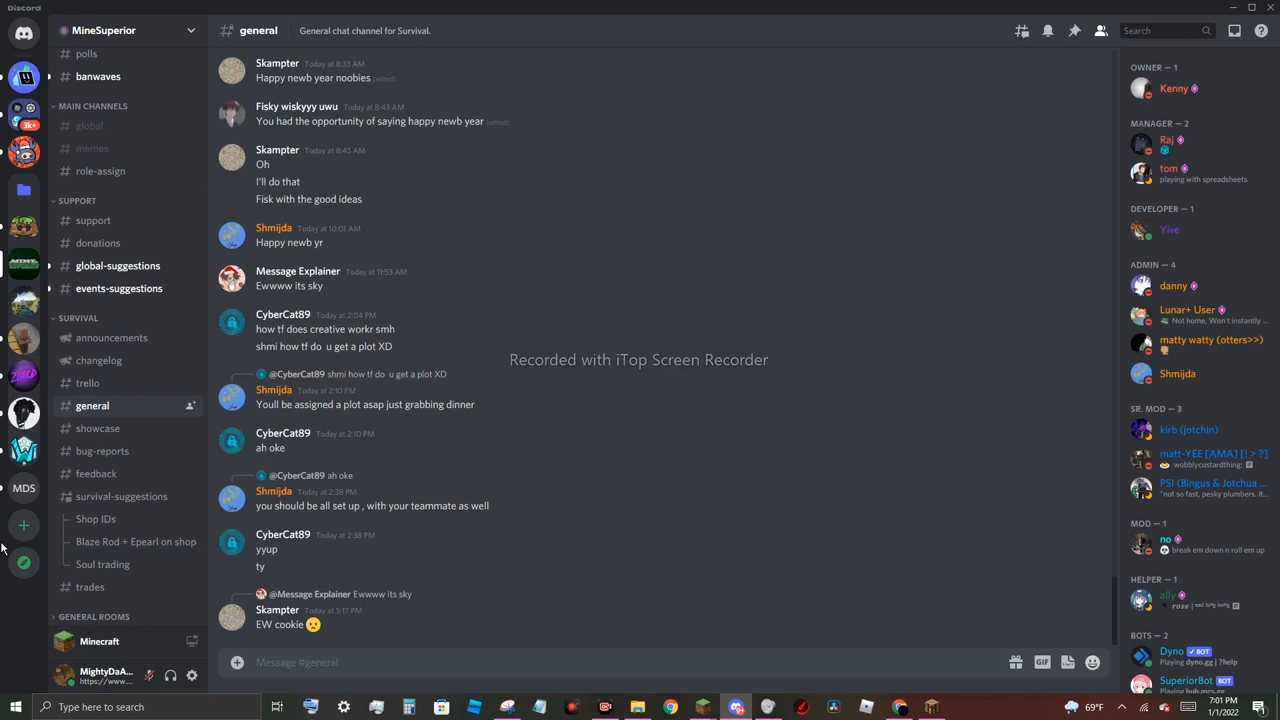 Discord
MineSuperior
general
General chat channel for Survival.
Search
polls
banwaves
MAIN CHANNELS
global
memes
role-assign
SUPPORT
support
donations
global-suggestions
events-suggestions
SURVIVAL
announcements
changelog
trello
general
showcase
bug-reports
feedback
survival-suggestions
Shop IDs
Blaze Rod + Epearl on shop
Soul trading
trades
GENERAL ROOMS
Minecraft
MightyDaA...
https://www...
3k+
MDS
Skampter Today at 8:33 AM
Happy newb year noobies (edited)
Fisky wiskyyy uwu Today at 8:43 AM
You had the opportunity of saying happy newb year (edited)
Skampter Today at 8:45 AM
Oh
I'll do that
Fisk with the good ideas
Shmijda Today at 10:01 AM
Happy newb yr
Message Explainer Today at 11:53 AM
Ewwww its sky
CyberCat89 Today at 2:04 PM
how tf does creative workr smh
shmi how tf do u get a plot XD
@CyberCat89 shmi how tf do u get a plot XD
Shmijda Today at 2:10 PM
Youll be assigned a plot asap just grabbing dinner
CyberCat89 Today at 2:10 PM
ah oke
@CyberCat89 ah oke
Shmijda Today at 2:38 PM
you should be all set up , with your teammate as well
CyberCat89 Today at 2:38 PM
yyup
ty
@Message Explainer Ewwww its sky
Skampter Today at 5:17 PM
EW cookie
Message #general
GIF
Recorded with iTop Screen Recorder
OWNER — 1
Kenny
MANAGER — 2
Raj
tom
playing with spreadsheets
DEVELOPER — 1
Yive
ADMIN — 4
danny
Lunar+ User
Not home, Won't instantly ...
matty watty (otters>>)
Shmijda
SR. MOD — 3
kirb (jotchin)
matt-YEE [AMA] [! > ?]
:wobblycustardthing:
PSI (Bingus & Jotchua ...
"not so fast, pesky plumbers. it...
MOD — 1
no
break em down n roll em up
HELPER — 1
ally
BOTS — 2
Dyno BOT
Playing dyno.gg | ?help
SuperiorBot BOT
Playing hub.mcs.gg
Type here to search
69°F
7:01 PM
1/1/2022